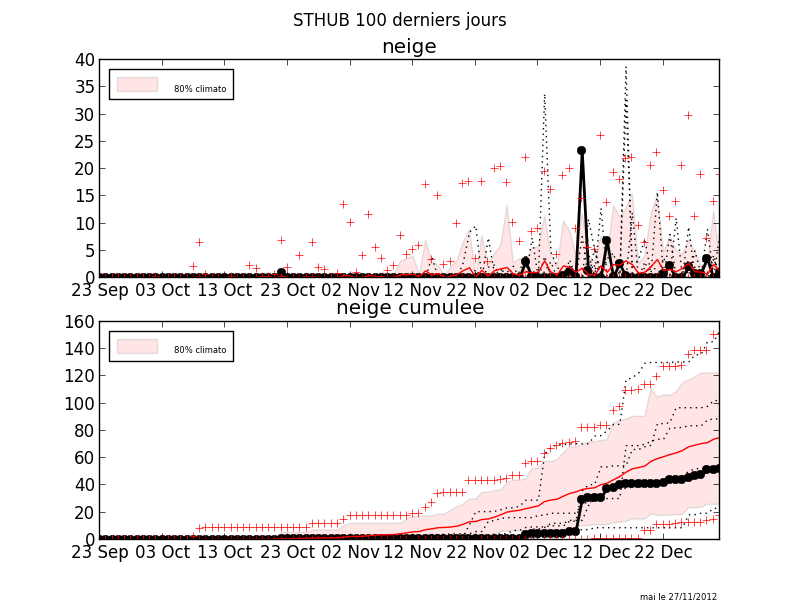 STHUB 100 derniers jours
neige
40
35
30
25
20
15
10
5
0
80% climato
23 Sep 03 Oct 13 Oct 23 Oct 02 Nov 12 Nov 22 Nov 02 Dec 12 Dec 22 Dec
neige cumulee
160
140
120
100
80
60
40
20
0
80% climato
23 Sep 03 Oct 13 Oct 23 Oct 02 Nov 12 Nov 22 Nov 02 Dec 12 Dec 22 Dec
mai le 27/11/2012